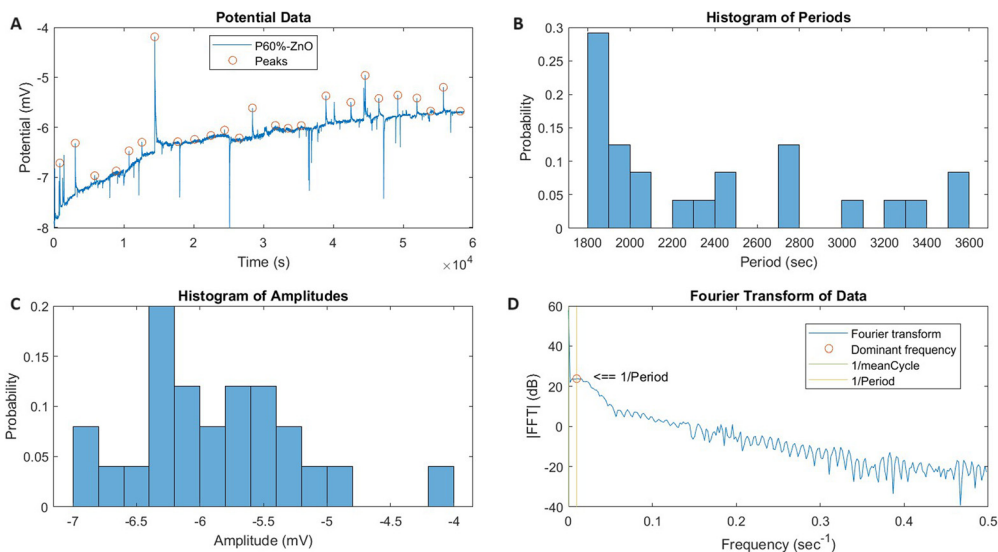 A
Potential Data
-4
-5
-6
-7
-8
Potential (mV)
P60%-ZnO
Peaks
0 1 2 3 4 5 6
Time (s)
× 10⁴
B
Histogram of Periods
0.3
0.25
0.2
0.15
0.1
0.05
0
Probability
1800 2000 2200 2400 2600 2800 3000 3200 3400 3600
Period (sec)
C
Histogram of Amplitudes
0.2
0.15
0.1
0.05
0
Probability
-7 -6.5 -6 -5.5 -5 -4.5 -4
Amplitude (mV)
D
Fourier Transform of Data
60
40
20
0
-20
-40
|FFT| (dB)
Fourier transform
Dominant frequency
1/meanCycle
1/Period
<== 1/Period
0 0.1 0.2 0.3 0.4 0.5
Frequency (sec⁻¹)